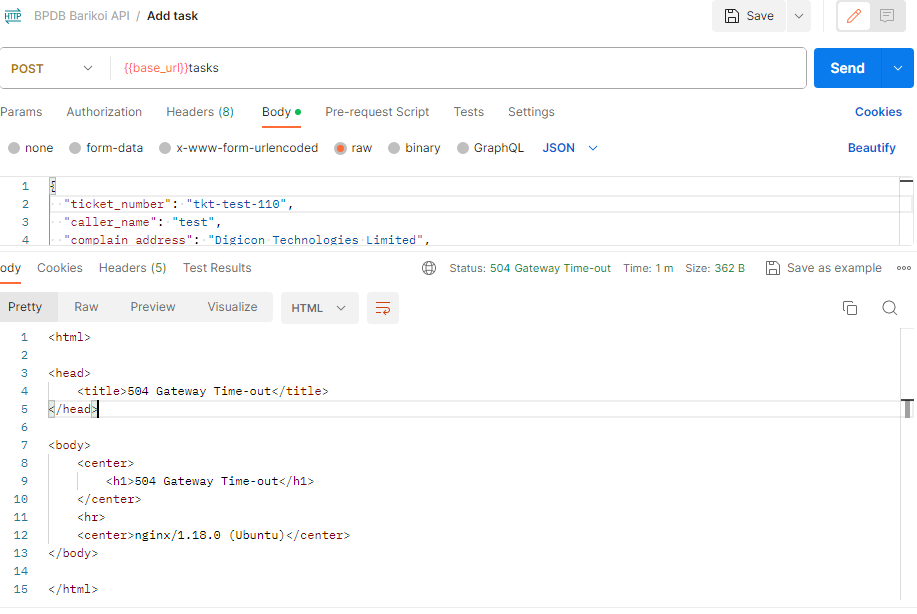 HTTP BPDB Barikoi API / Add task Save
POST {{base_url}}tasks Send
Params Authorization Headers (8) Body Pre-request Script Tests Settings Cookies
none form-data x-www-form-urlencoded raw binary GraphQL JSON Beautify
1 {
2 "ticket_number": "tkt-test-110",
3 "caller_name": "test",
4 "complain_address": "Digicon Technologies Limited",
ody Cookies Headers (5) Test Results Status: 504 Gateway Time-out Time: 1 m Size: 362 B Save as example
Pretty Raw Preview Visualize HTML
1 <html>
2
3 <head>
4 <title>504 Gateway Time-out</title>
5 </head>
6
7 <body>
8 <center>
9 <h1>504 Gateway Time-out</h1>
10 </center>
11 <hr>
12 <center>nginx/1.18.0 (Ubuntu)</center>
13 </body>
14
15 </html>